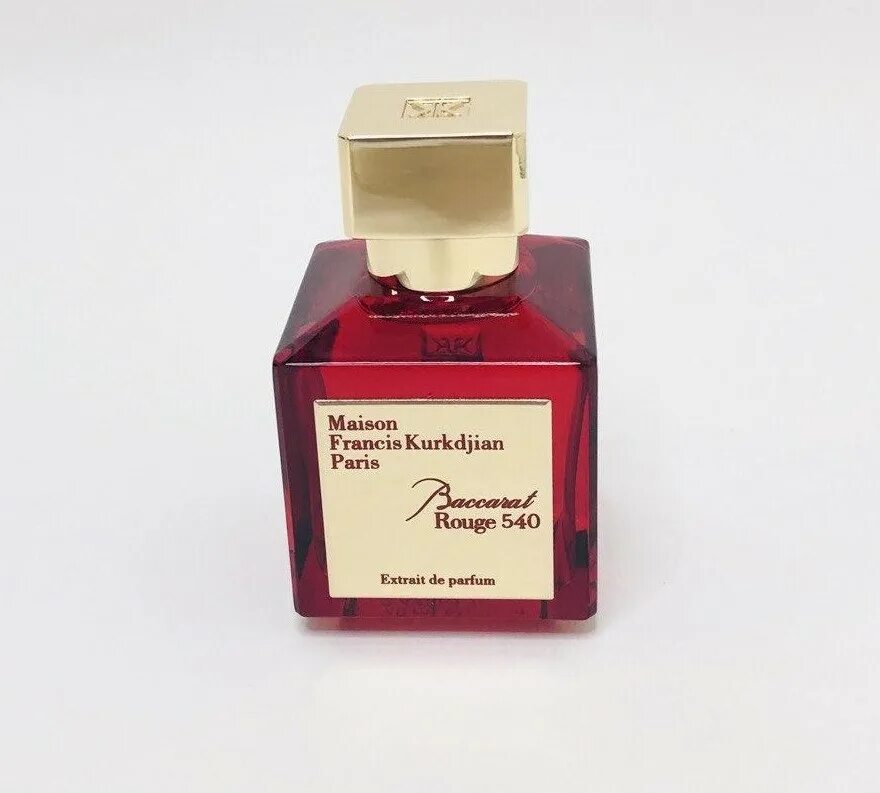 Maison
Francis Kurkdjian
Paris
Baccarat
Rouge 540
Extrait de parfum